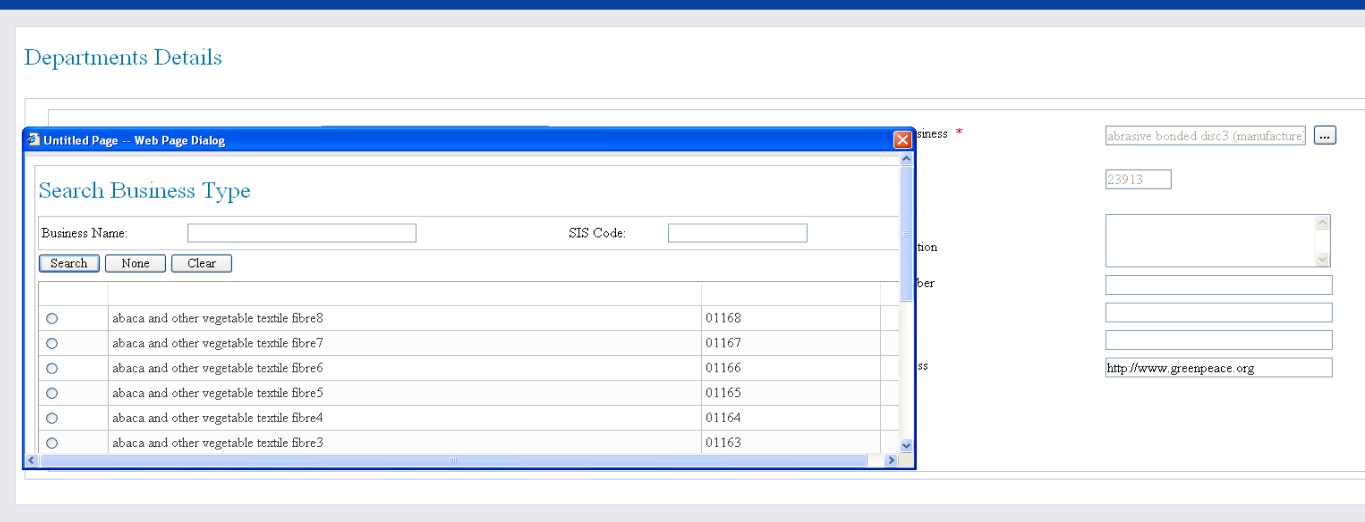 Departments Details
Untitled Page -- Web Page Dialog
siness *
abrasive bonded disc3 (manufacture
...
Search Business Type
23913
Business Name:
SIS Code:
tion
Search
None
Clear
ber
abaca and other vegetable textile fibre8 01168
abaca and other vegetable textile fibre7 01167
abaca and other vegetable textile fibre6 01166
ss
http://www.greenpeace.org
abaca and other vegetable textile fibre5 01165
abaca and other vegetable textile fibre4 01164
abaca and other vegetable textile fibre3 01163